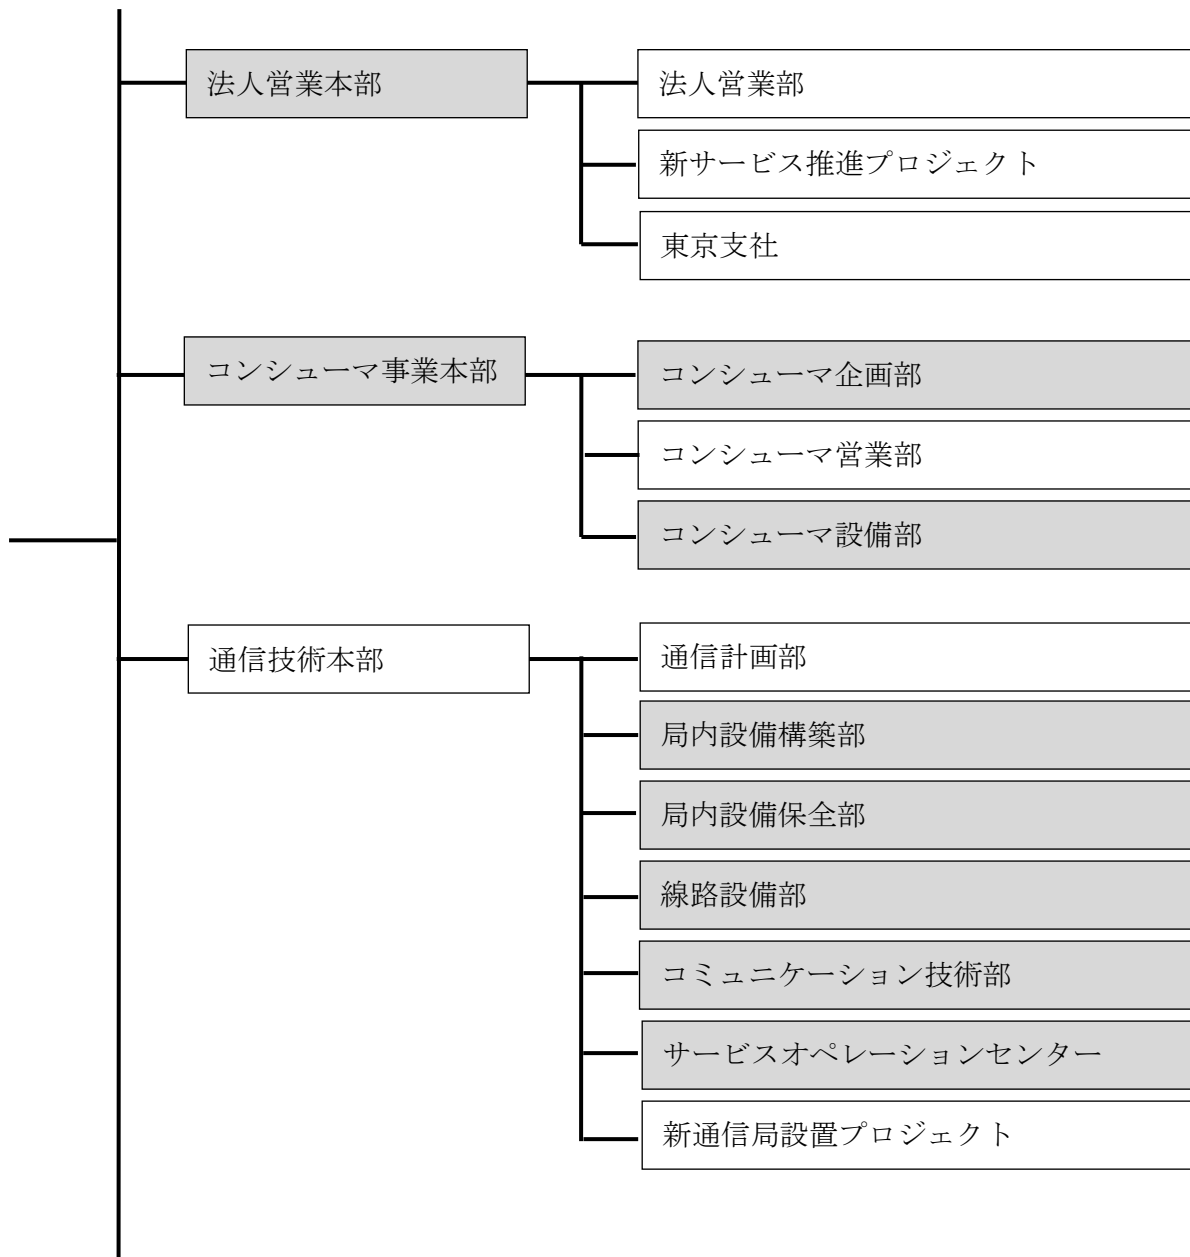 法人営業本部
法人営業部
新サービス推進プロジェクト
東京支社
コンシューマ事業本部
コンシューマ企画部
コンシューマ営業部
コンシューマ設備部
通信技術本部
通信計画部
局内設備構築部
局内設備保全部
線路設備部
コミュニケーション技術部
サービスオペレーションセンター
新通信局設置プロジェクト